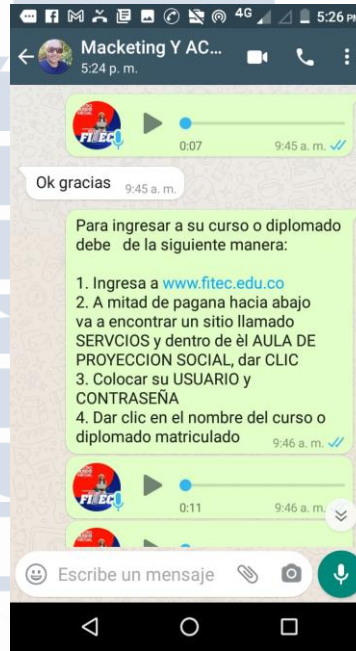 4G 5:26 PM
Macketing Y AC...
5:24 p. m.
FITEC
0:07
9:45 a. m.
Ok gracias
9:45 a. m.
Para ingresar a su curso o diplomado
debe de la siguiente manera:
1. Ingresa a www.fitec.edu.co
2. A mitad de pagana hacia abajo
va a encontrar un sitio llamado
SERVCIOS y dentro de èl AULA DE
PROYECCION SOCIAL, dar CLIC
3. Colocar su USUARIO y
CONTRASEÑA
4. Dar clic en el nombre del curso o
diplomado matriculado
9:46 a. m.
FITEC
0:11
9:46 a. m.
Escribe un mensaje